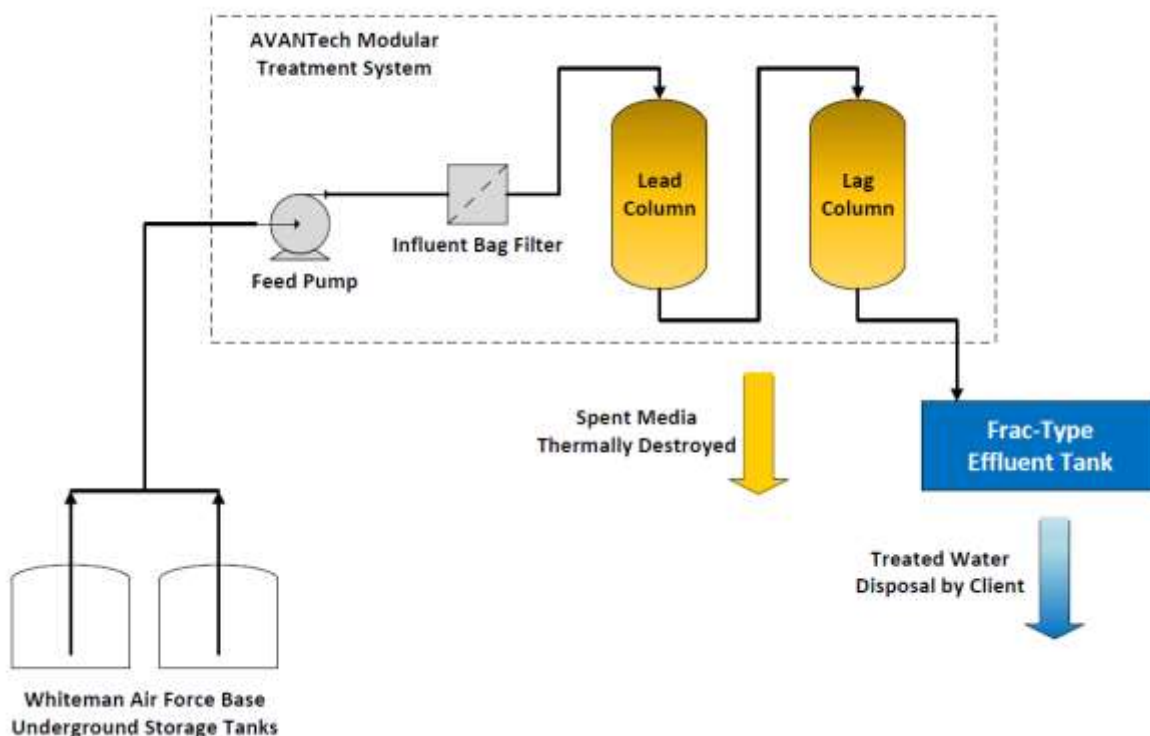 AVANTech Modular
Treatment System
Lead
Column
Lag
Column
Influent Bag Filter
Feed Pump
Spent Media
Thermally Destroyed
Frac-Type
Effluent Tank
Treated Water
Disposal by Client
Whiteman Air Force Base
Underground Storage Tanks